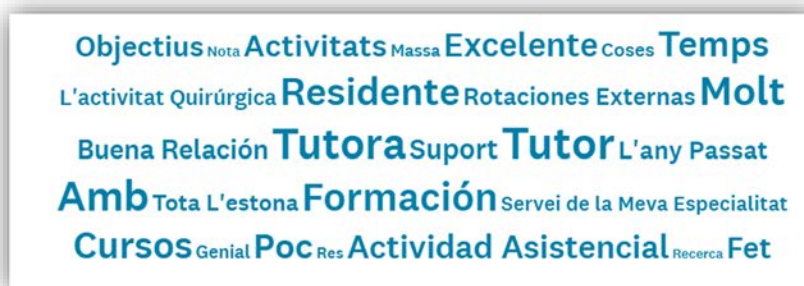 Objectius Nota Activitats Massa Excelente Coses Temps
L'activitat Quirúrgica Residente Rotaciones Externas Molt
Buena Relación Tutora Suport Tutor L'any Passat
Amb Tota L'estona Formación Servei de la Meva Especialitat
Cursos Genial Poc Res Actividad Asistencial Recerca Fet